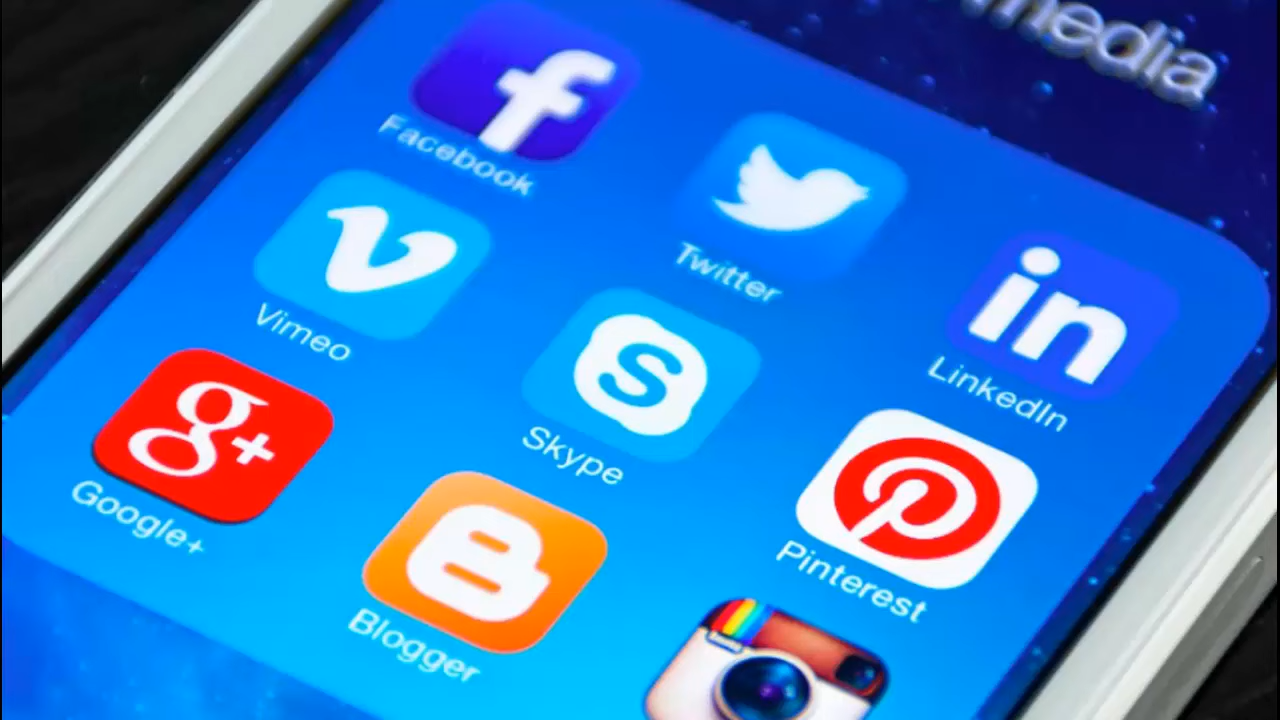 media
Facebook
Twitter
LinkedIn
Vimeo
Skype
Pinterest
Google+
Blogger